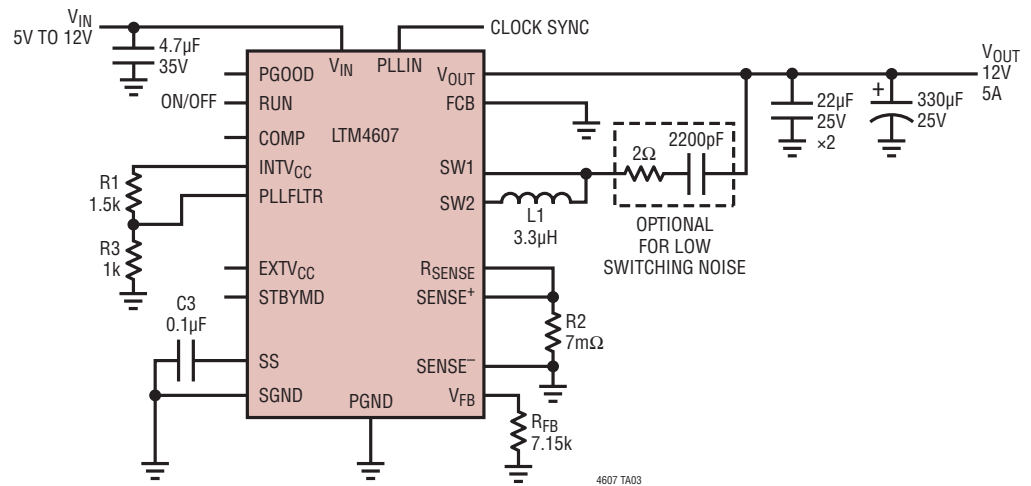 V_IN
5V TO 12V
4.7µF
35V
CLOCK SYNC
V_IN
PLLIN
PGOOD
V_OUT
V_OUT
12V
5A
ON/OFF
RUN
FCB
22µF
25V
×2
+
330µF
25V
COMP
LTM4607
2Ω
2200pF
INTV_CC
SW1
R1
1.5k
PLLFLTR
SW2
L1
3.3µH
OPTIONAL
FOR LOW
SWITCHING NOISE
R3
1k
EXTV_CC
R_SENSE
STBYMD
SENSE+
C3
0.1µF
R2
7mΩ
SS
SENSE–
SGND
PGND
V_FB
R_FB
7.15k
4607 TA03